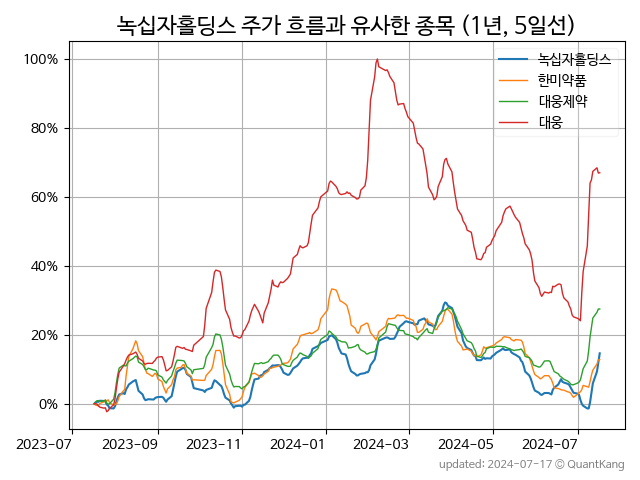 녹십자홀딩스 주가 흐름과 유사한 종목 (1년, 5일선)
녹십자홀딩스
한미약품
대웅제약
대웅
100%
80%
60%
40%
20%
0%
2023-07
2023-09
2023-11
2024-01
2024-03
2024-05
2024-07
updated: 2024-07-17 © QuantKang